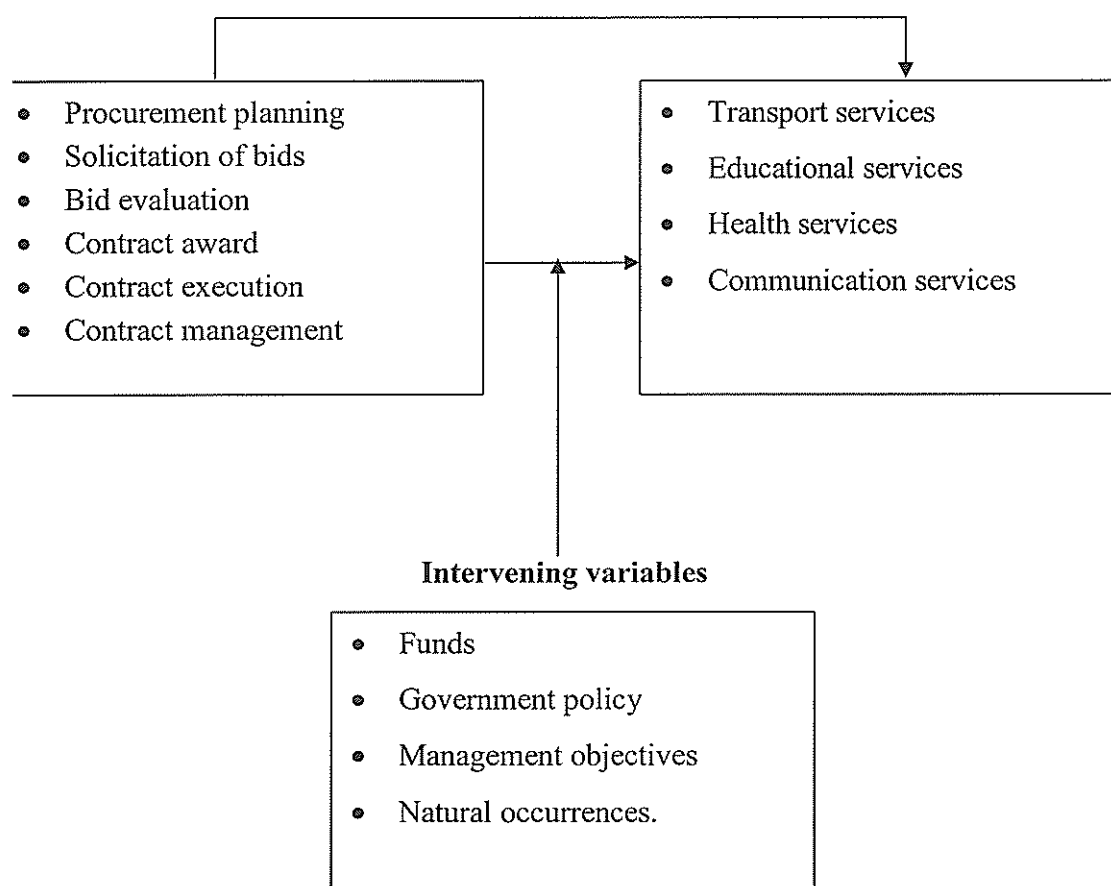 • Procurement planning
• Solicitation of bids
• Bid evaluation
• Contract award
• Contract execution
• Contract management
• Transport services
• Educational services
• Health services
• Communication services
Intervening variables
• Funds
• Government policy
• Management objectives
• Natural occurrences.